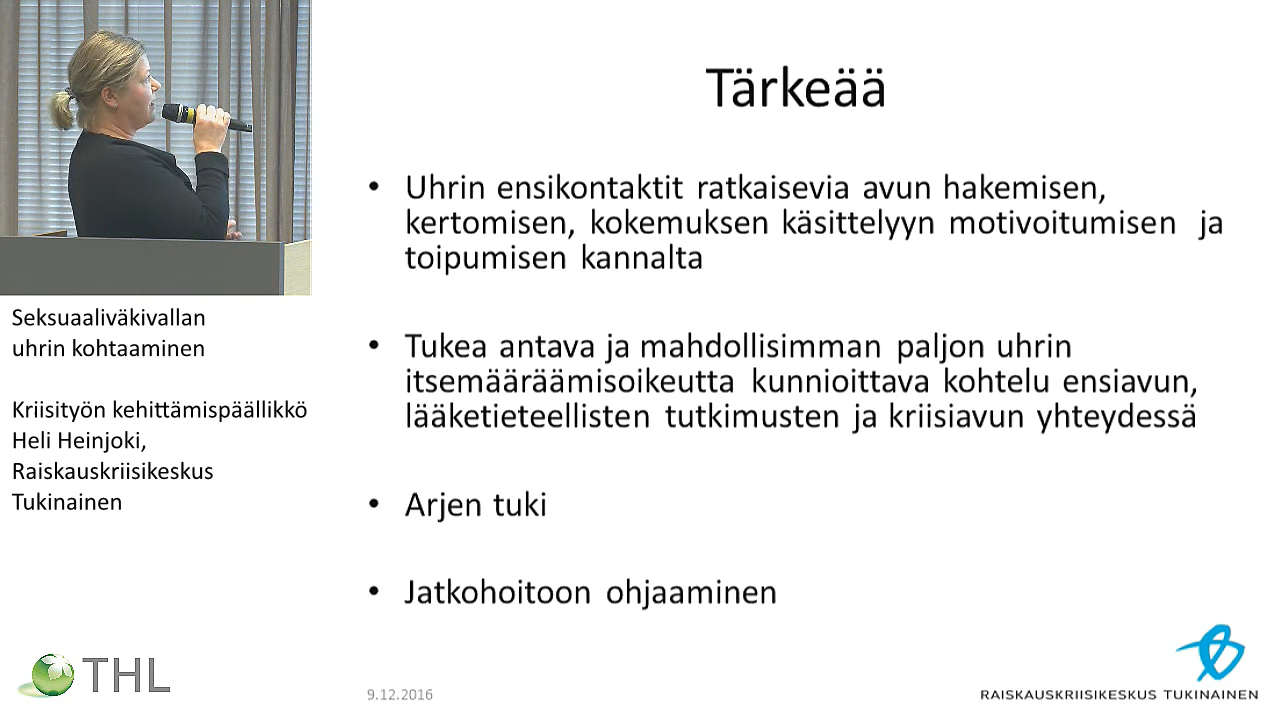 Tärkeää
• Uhrin ensikontaktit ratkaisevia avun hakemisen,
kertomisen, kokemuksen käsittelyyn motivoitumisen ja
toipumisen kannalta
• Tukea antava ja mahdollisimman paljon uhrin
itsemääräämisoikeutta kunnioittava kohtelu ensiavun,
lääketieteellisten tutkimusten ja kriisiavun yhteydessä
• Arjen tuki
• Jatkohoitoon ohjaaminen
Seksuaaliväkivallan
uhrin kohtaaminen
Kriisityön kehittämispäällikkö
Heli Heinjoki,
Raiskauskriisikeskus
Tukinainen
THL
9.12.2016
RAISKAUSKRIISIKESKUS TUKINAINEN